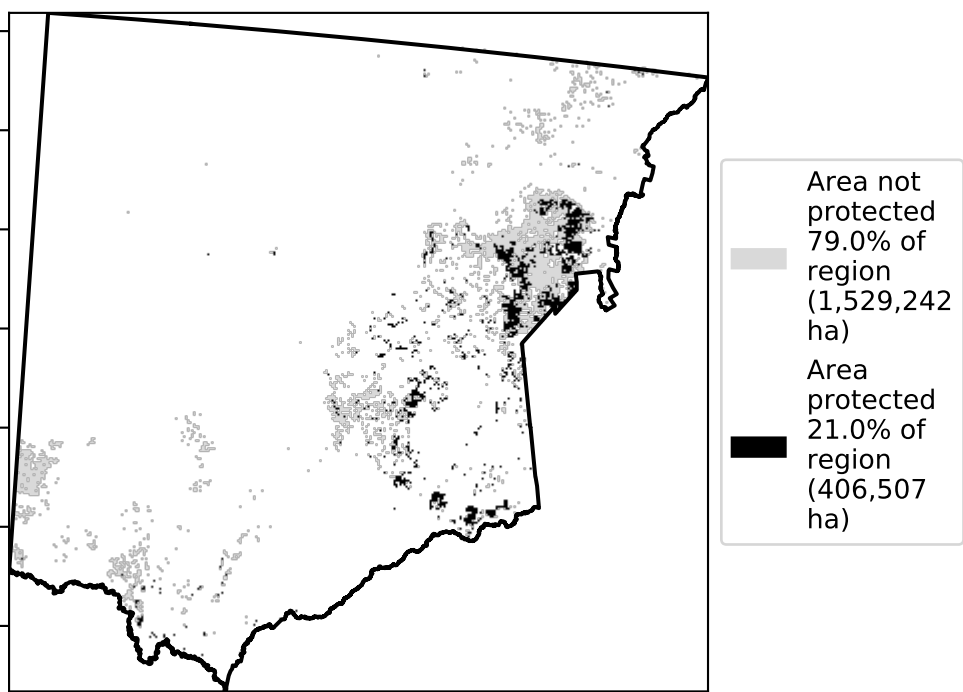 Area not
protected
79.0% of
region
(1,529,242
ha)
Area
protected
21.0% of
region
(406,507
ha)